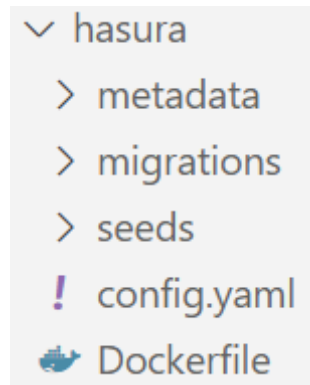 hasura
metadata
migrations
seeds
! config.yaml
Dockerfile